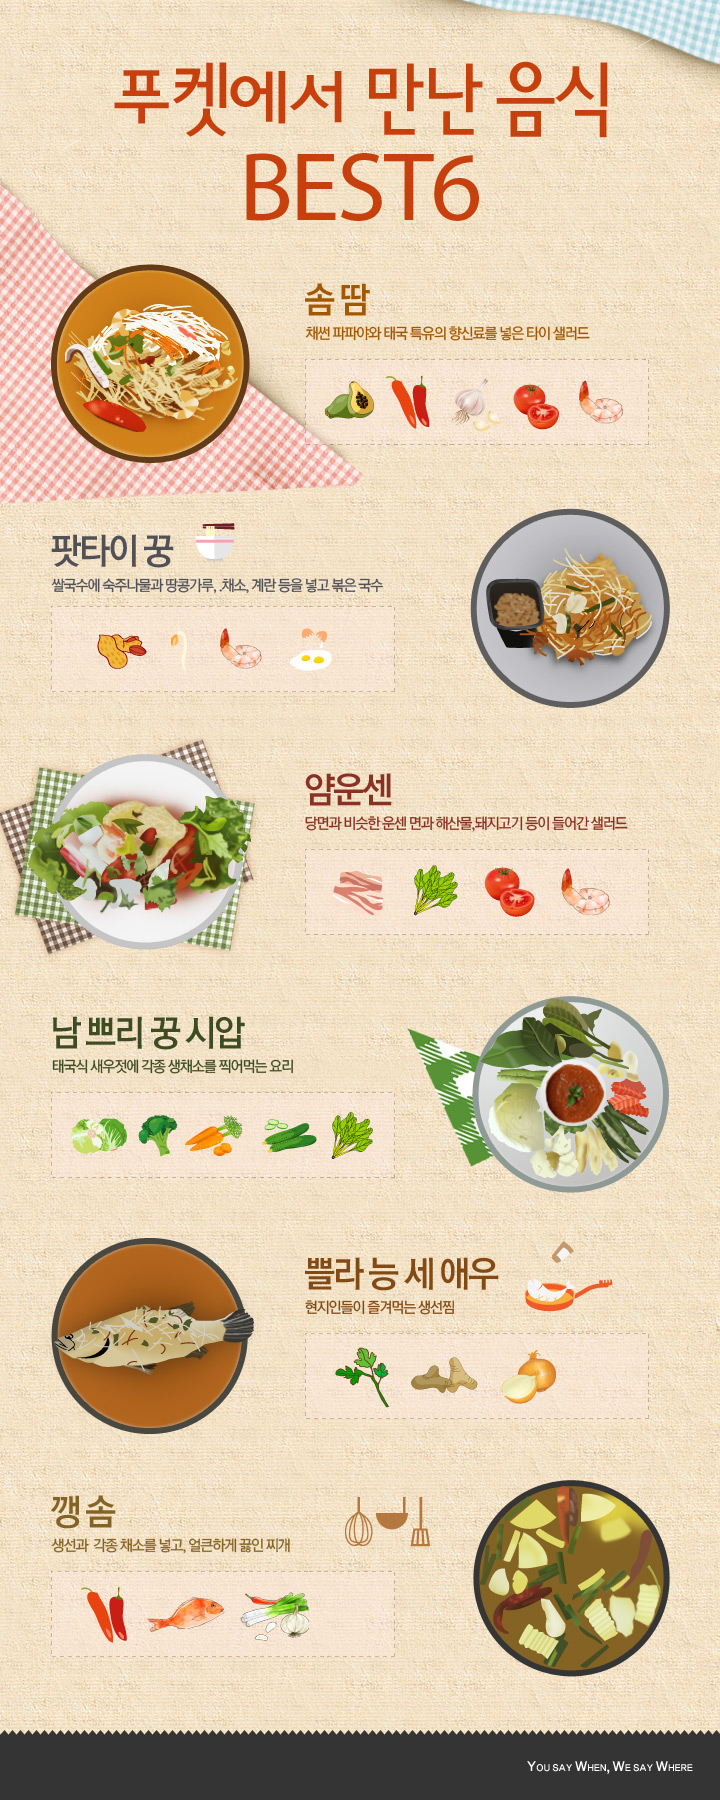 푸켓에서 만난 음식
BEST6
솜 땀
채썬 파파야와 태국 특유의 향신료를 넣은 타이 샐러드
팟타이 꿍
쌀국수에 숙주나물과 땅콩가루, .채소, 계란 등을 넣고 볶은 국수
얌운센
당면과 비슷한 운센 면과 해산물,돼지고기 등이 들어간 샐러드
남 쁘리 꿍 시압
태국식 새우젓에 각종 생채소를 찍어먹는 요리
쁠라 능 세 애우
현지인들이 즐겨먹는 생선찜
깽 솜
생선과 각종 채소를 넣고, 얼큰하게 끓인 찌개
YOU SAY WHEN, WE SAY WHERE